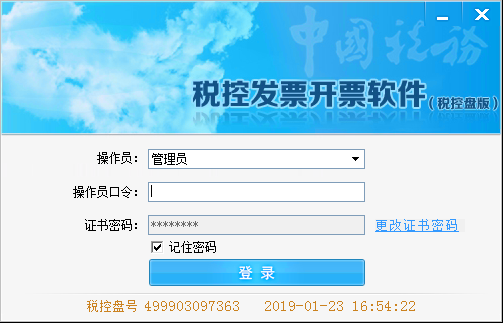 中國税務
税控发票开票软件(税控盘版)
操作员: 管理员
操作员口令:
证书密码: ******** 更改证书密码
记住密码
登 录
税控盘号 499903097363 2019-01-23 16:54:22